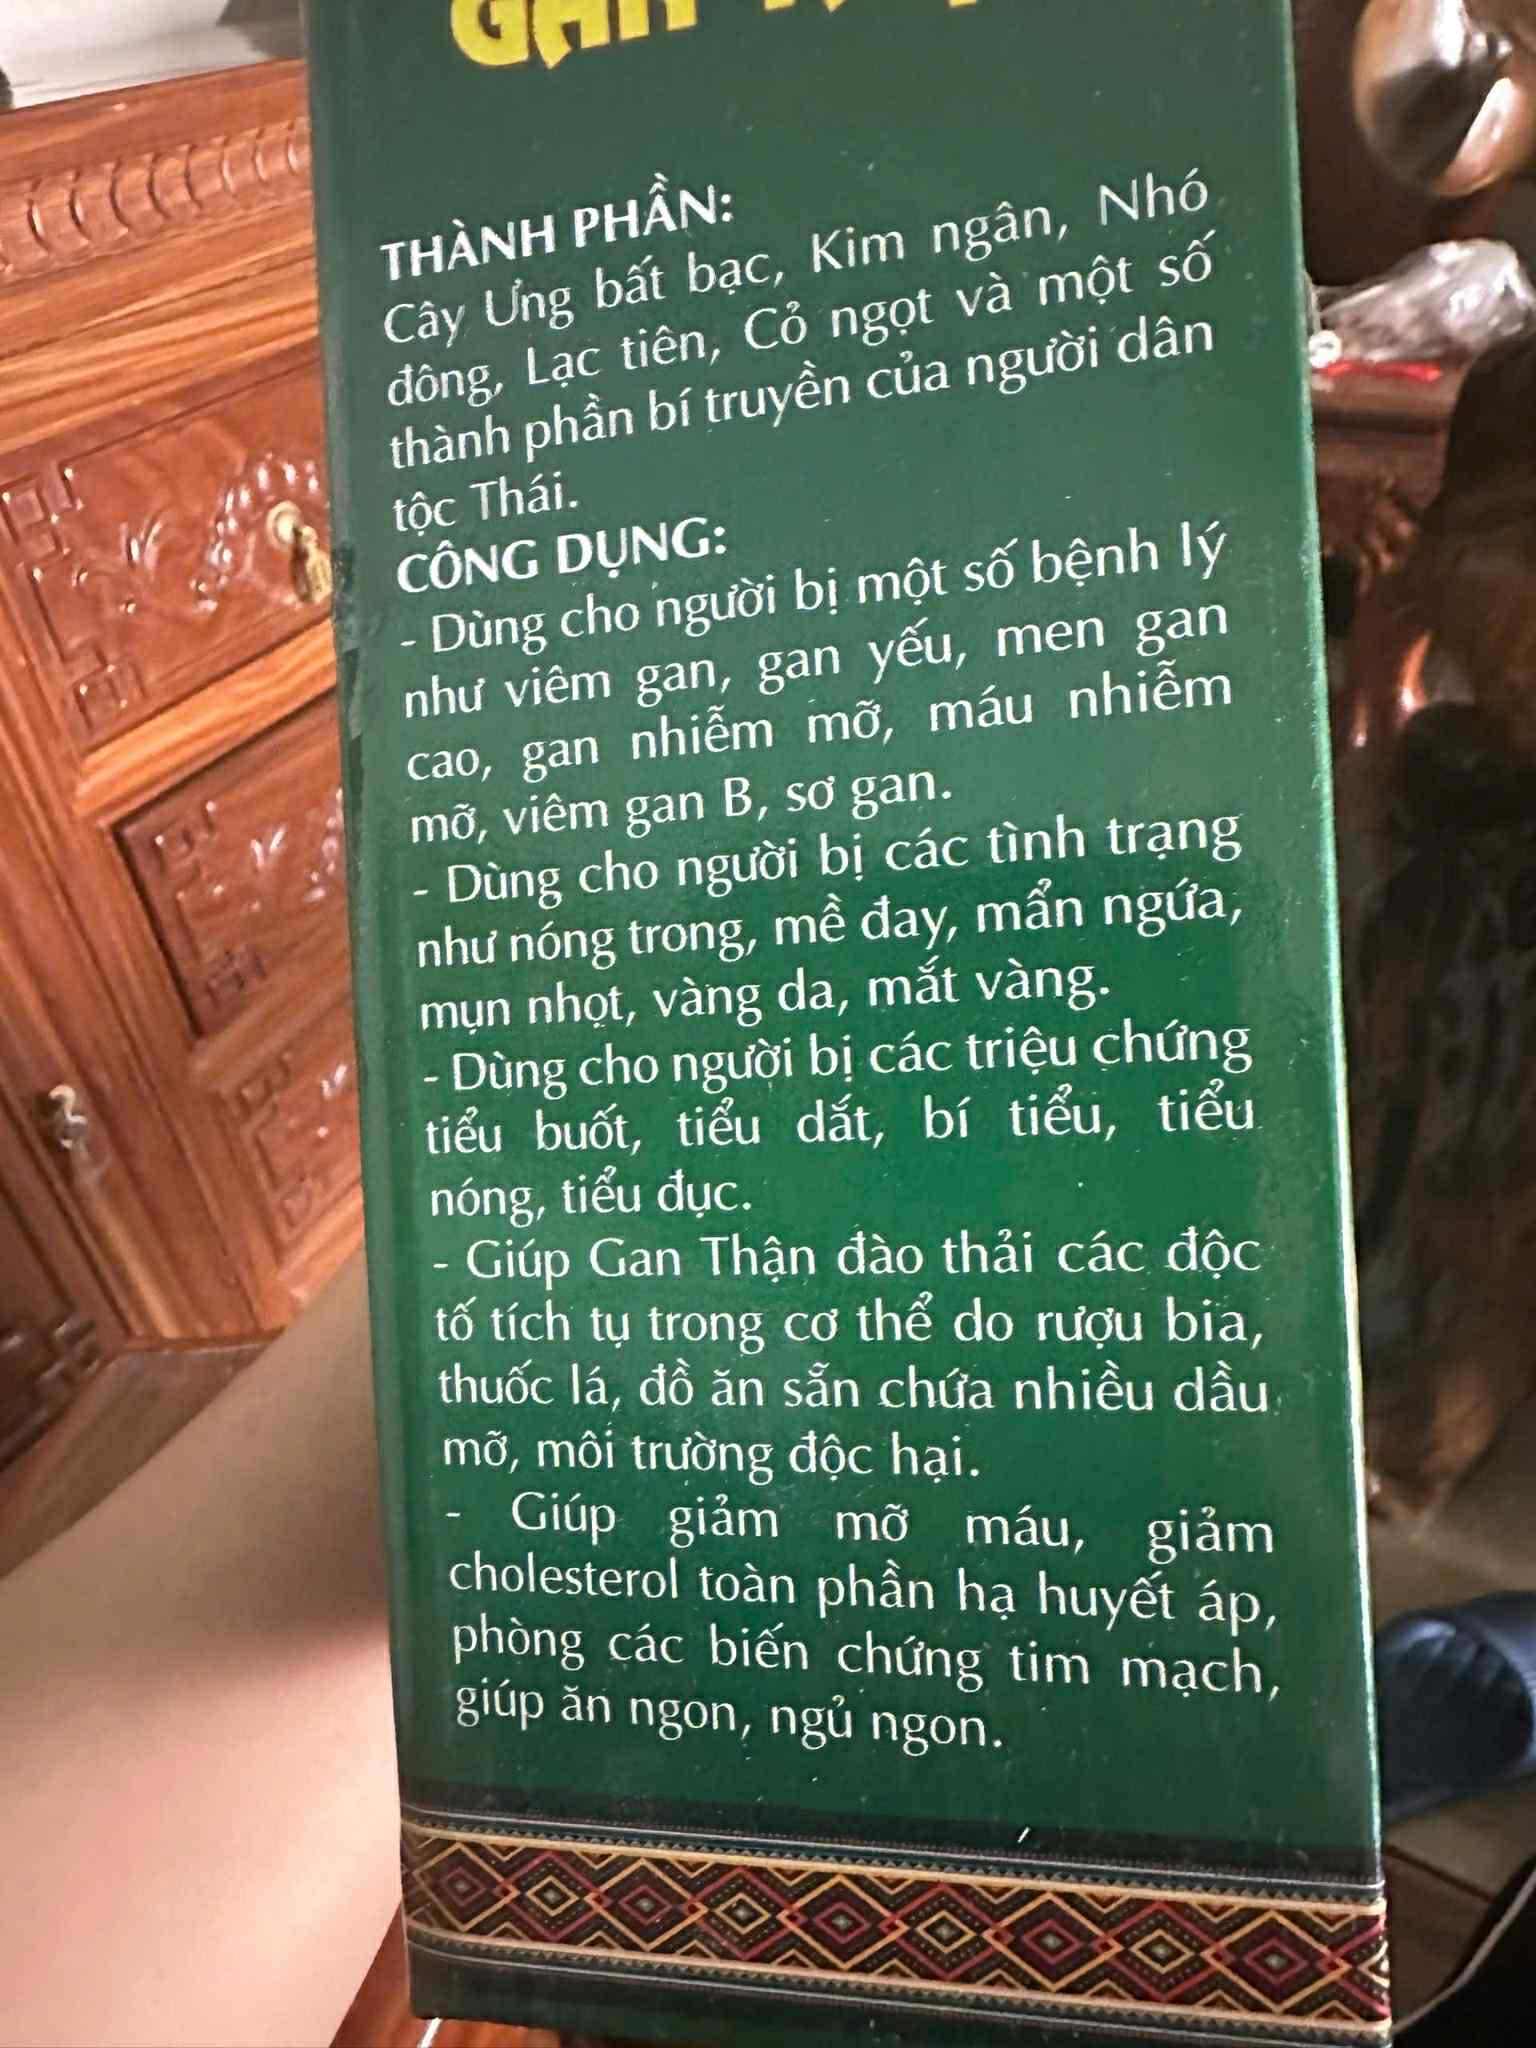 GAN
THÀNH PHẦN:
Cây Ưng bất bạc, Kim ngân, Nhó
đông, Lạc tiên, Cỏ ngọt và một số
thành phần bí truyền của người dân
tộc Thái.
CÔNG DỤNG:
- Dùng cho người bị một số bệnh lý
như viêm gan, gan yếu, men gan
cao, gan nhiễm mỡ, máu nhiễm
mỡ, viêm gan B, sơ gan.
- Dùng cho người bị các tình trạng
như nóng trong, mề đay, mẩn ngứa,
mụn nhọt, vàng da, mắt vàng.
- Dùng cho người bị các triệu chứng
tiểu buốt, tiểu dắt, bí tiểu, tiểu
nóng, tiểu đục.
- Giúp Gan Thận đào thải các độc
tố tích tụ trong cơ thể do rượu bia,
thuốc lá, đồ ăn sẵn chứa nhiều dầu
mỡ, môi trường độc hại.
- Giúp giảm mỡ máu, giảm
cholesterol toàn phần hạ huyết áp,
phòng các biến chứng tim mạch,
giúp ăn ngon, ngủ ngon.